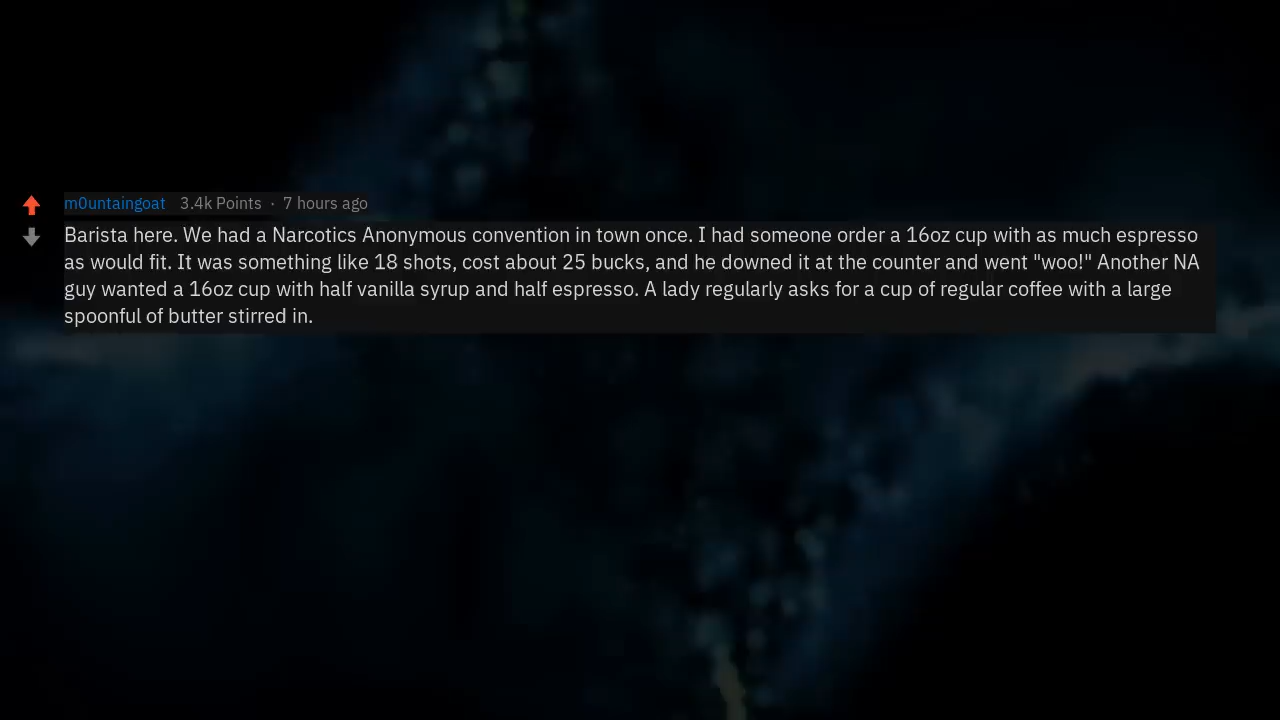 m0untaingoat 3.4k Points · 7 hours ago
Barista here. We had a Narcotics Anonymous convention in town once. I had someone order a 16oz cup with as much espresso
as would fit. It was something like 18 shots, cost about 25 bucks, and he downed it at the counter and went "woo!" Another NA
guy wanted a 16oz cup with half vanilla syrup and half espresso. A lady regularly asks for a cup of regular coffee with a large
spoonful of butter stirred in.